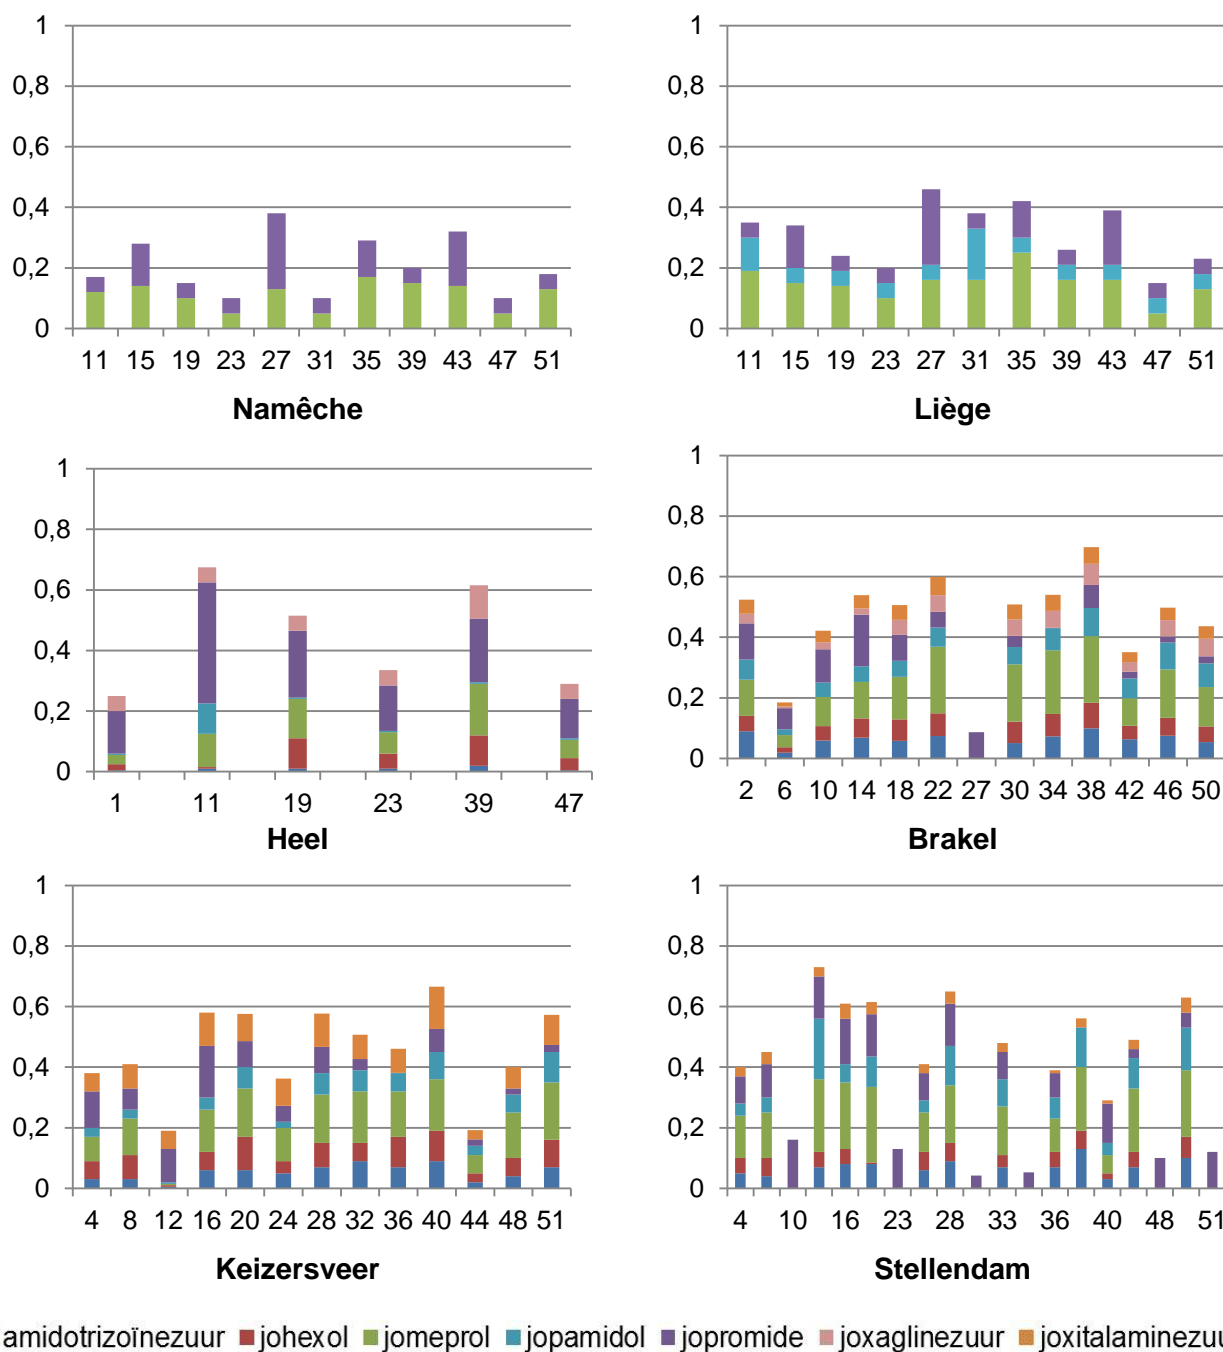 1 1
0,8 0,8
0,6 0,6
0,4 0,4
0,2 0,2
0 0
11 15 19 23 27 31 35 39 43 47 51 11 15 19 23 27 31 35 39 43 47 51
Namêche Liège
1 1
0,8 0,8
0,6 0,6
0,4 0,4
0,2 0,2
0 0
1 11 19 23 39 47 2 6 10 14 18 22 27 30 34 38 42 46 50
Heel Brakel
1 1
0,8 0,8
0,6 0,6
0,4 0,4
0,2 0,2
0 0
4 8 12 16 20 24 28 32 36 40 44 48 51 4 10 16 23 28 33 36 40 48 51
Keizersveer Stellendam
amidotrizoïnezuur johexol jomeprol jopamidol jopromide joxaglinezuur joxitalaminezuu